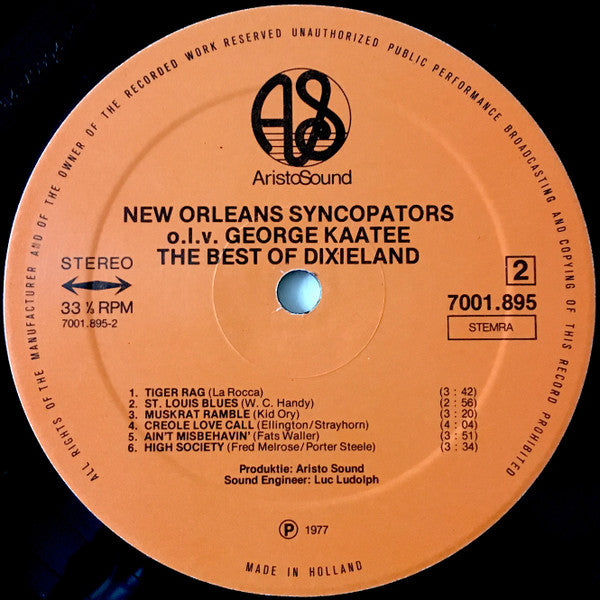 ALL RIGHTS OF THE MANUFACTURER AND OF THE OWNER OF THE RECORDED WORK RESERVED UNAUTHORIZED PUBLIC PERFORMANCE BROADCASTING AND COPYING OF THIS RECORD PROHIBITED
AS
AristoSound
NEW ORLEANS SYNCOPATORS
o.l.v. GEORGE KAATEE
THE BEST OF DIXIELAND
STEREO
33 ⅓ RPM
7001.895-2
2
7001.895
STEMRA
1. TIGER RAG (La Rocca) (3 : 42)
2. ST. LOUIS BLUES (W. C. Handy) (2 : 56)
3. MUSKRAT RAMBLE (Kid Ory) (3 : 20)
4. CREOLE LOVE CALL (Ellington/Strayhorn) (4 : 04)
5. AIN'T MISBEHAVIN' (Fats Waller) (3 : 51)
6. HIGH SOCIETY (Fred Melrose/Porter Steele) (3 : 34)
Produktie: Aristo Sound
Sound Engineer: Luc Ludolph
℗ 1977
MADE IN HOLLAND